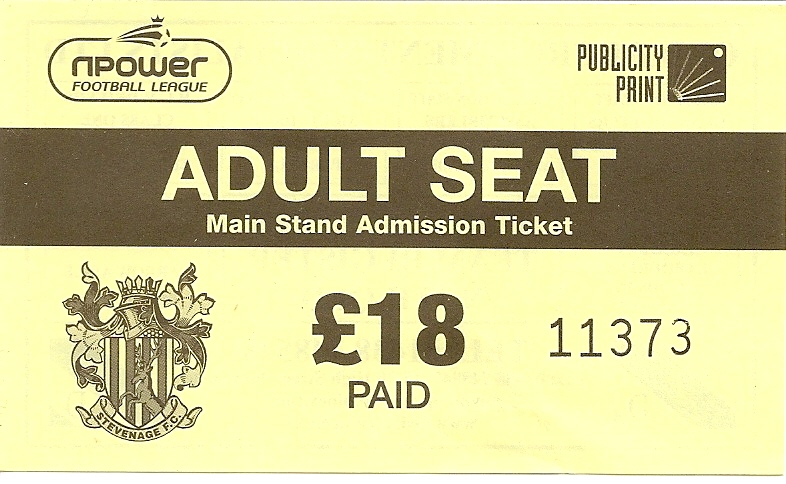 npower
FOOTBALL LEAGUE
PUBLICITY
PRINT
ADULT SEAT
Main Stand Admission Ticket
£18
PAID
11373
STEVENAGE F.C.